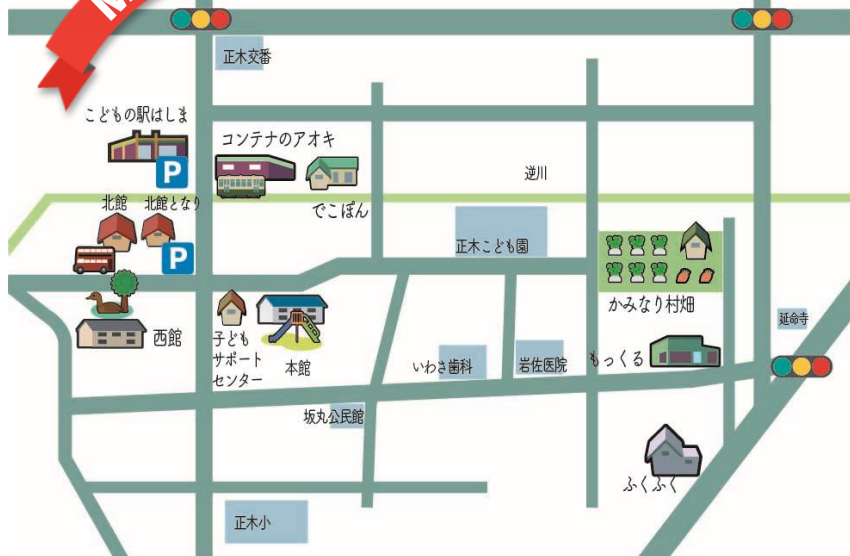 M
正木交番
こどもの駅はしま
P
コンテナのアオキ
でこぽん
逆川
北館
北館となり
P
正木こども園
かみなり村畑
延命寺
西館
子ども
サポート
センター
本館
いわさ歯科
岩佐医院
もっくる
坂丸公民館
ふくふく
正木小